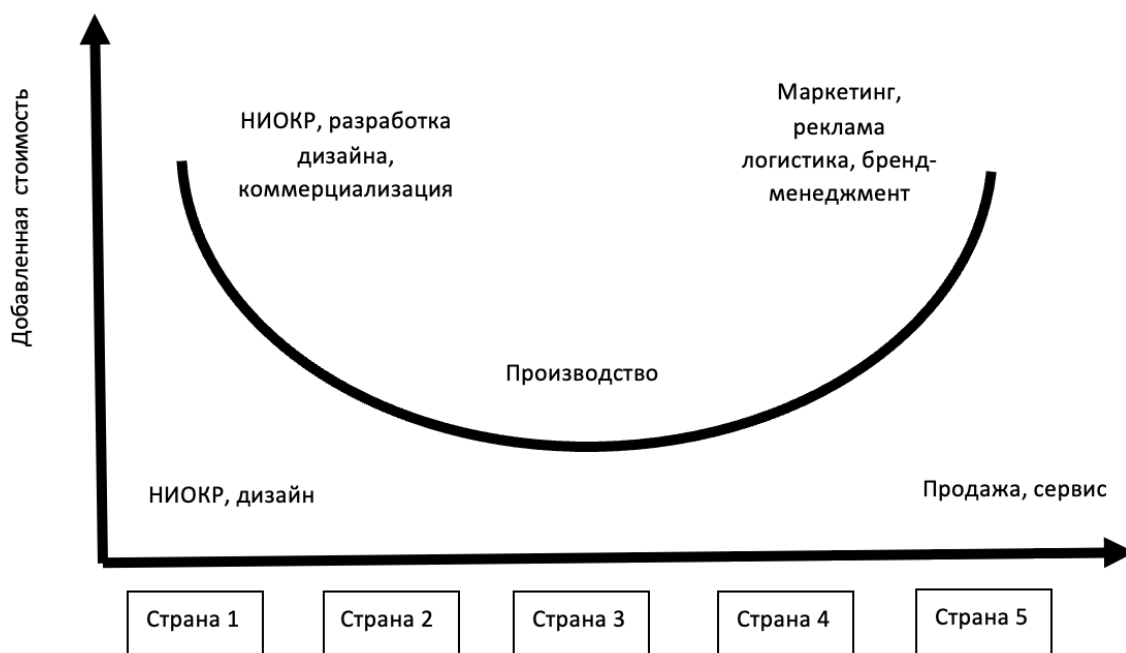 Добавленная стоимость
НИОКР, разработка
дизайна,
коммерциализация
Маркетинг,
реклама
логистика, бренд-
менеджмент
Производство
НИОКР, дизайн
Продажа, сервис
Страна 1
Страна 2
Страна 3
Страна 4
Страна 5